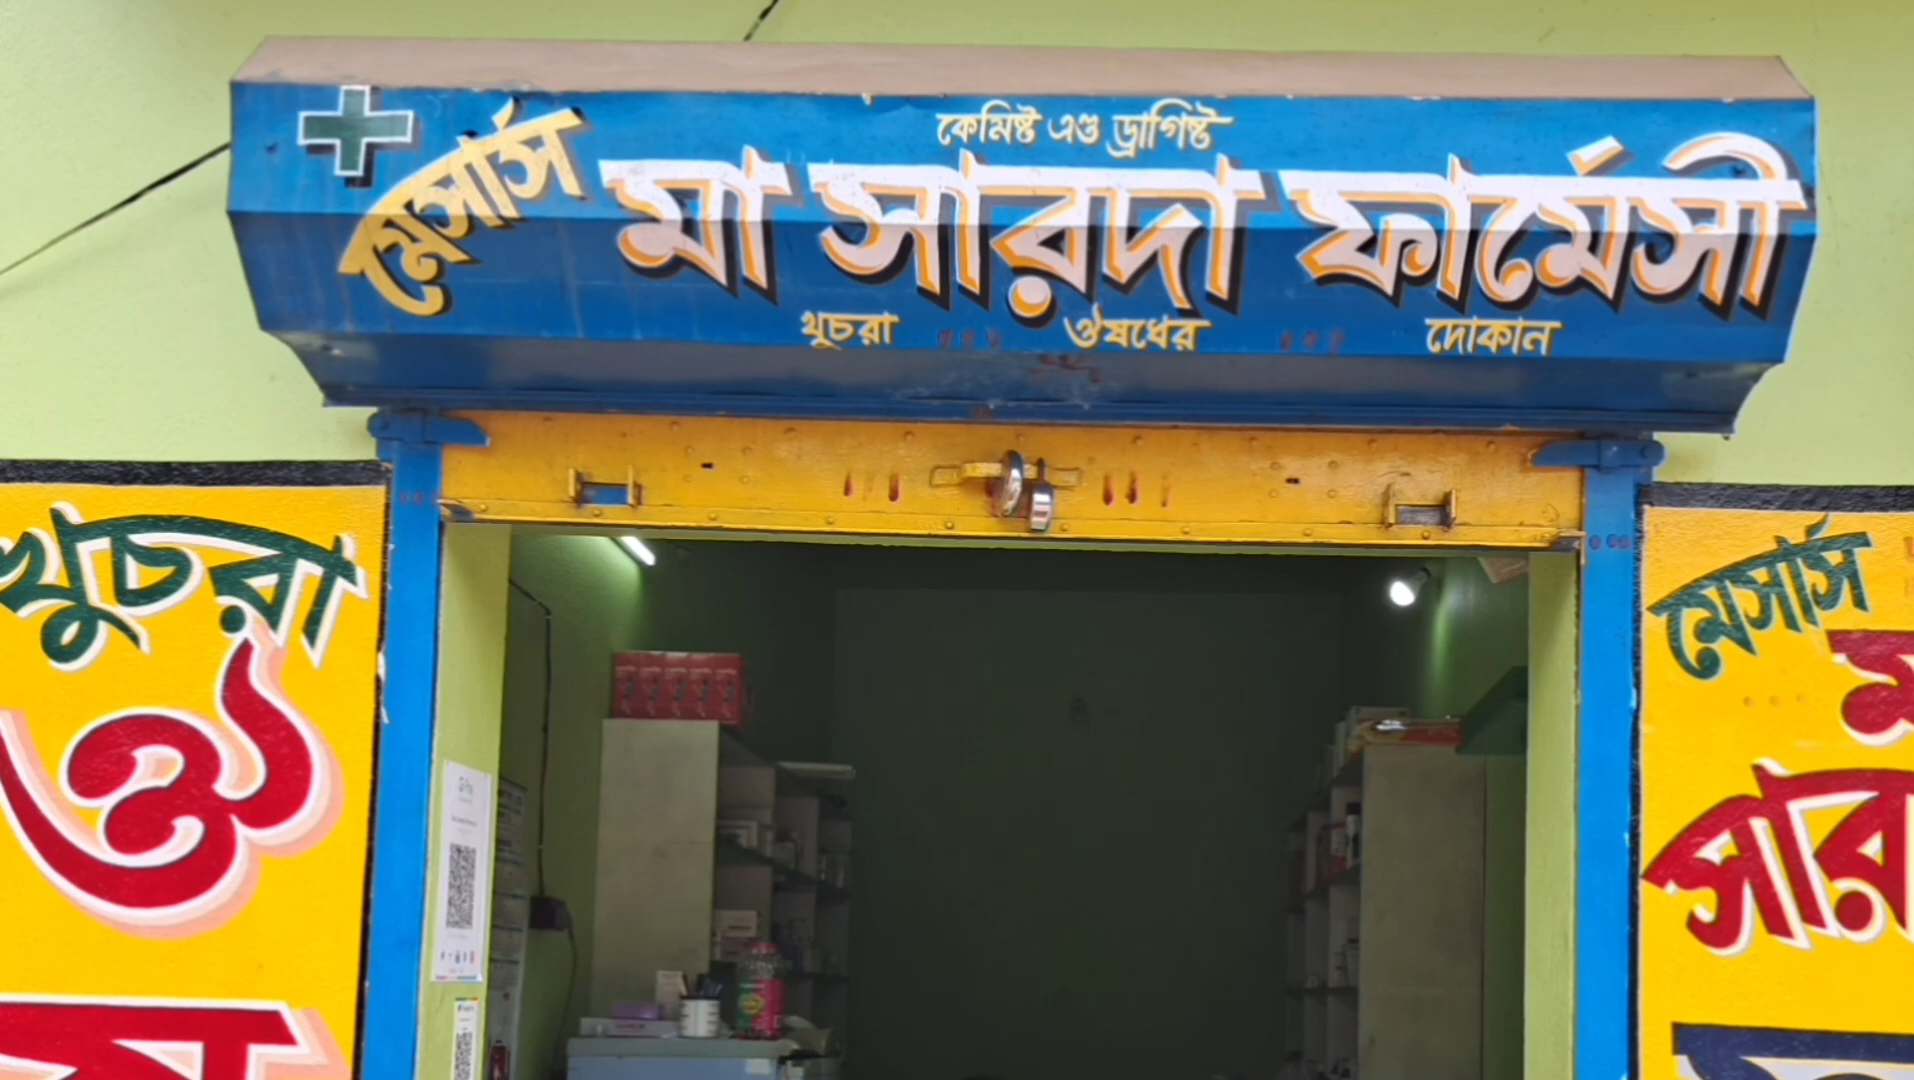 কেমিষ্ট এণ্ড ড্রাগিষ্ট
মেসার্স মা সারদা ফার্মেসী
খুচরা ঔষধের দোকান
খুচরা
ঔ
মেসার্স